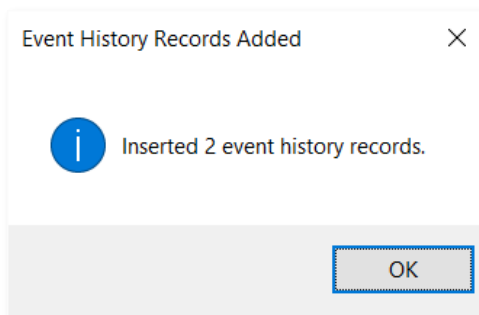 Event History Records Added
Inserted 2 event history records.
OK